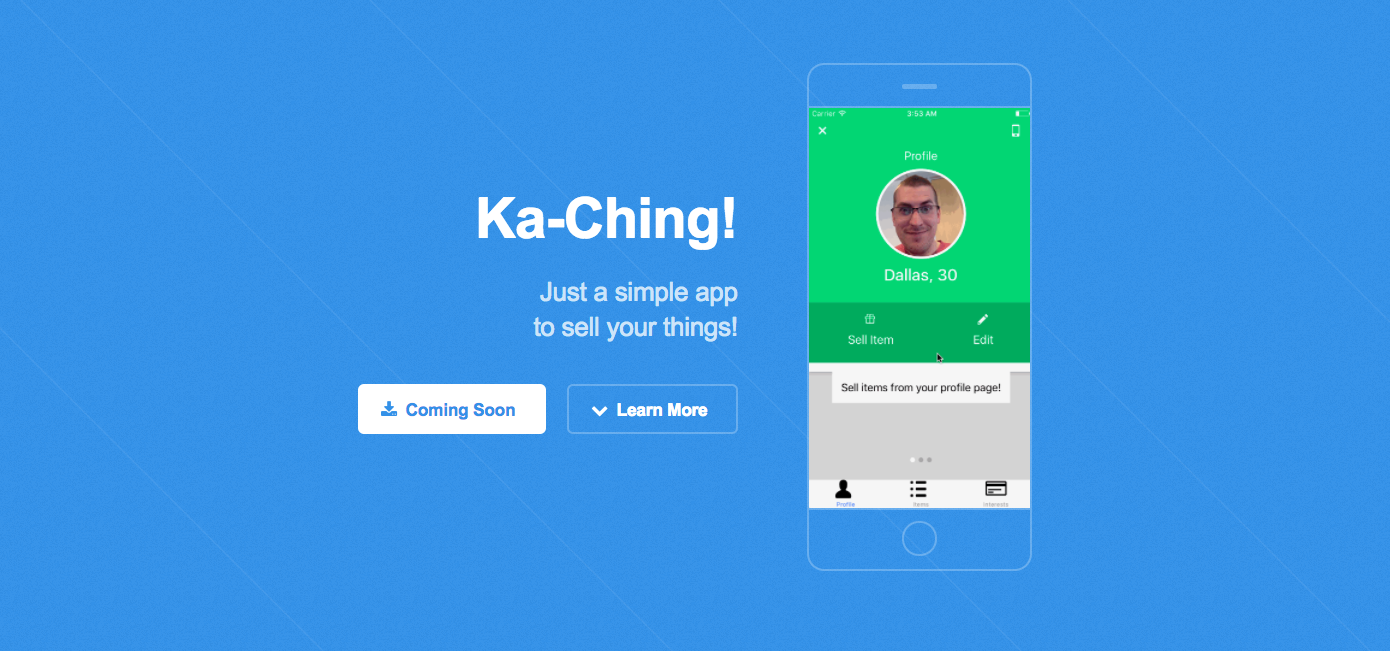 Ka-Ching!
Just a simple app
to sell your things!
Coming Soon
Learn More
Carrier
3:53 AM
Profile
Dallas, 30
Sell Item
Edit
Sell items from your profile page!
Profile
Items
Interests